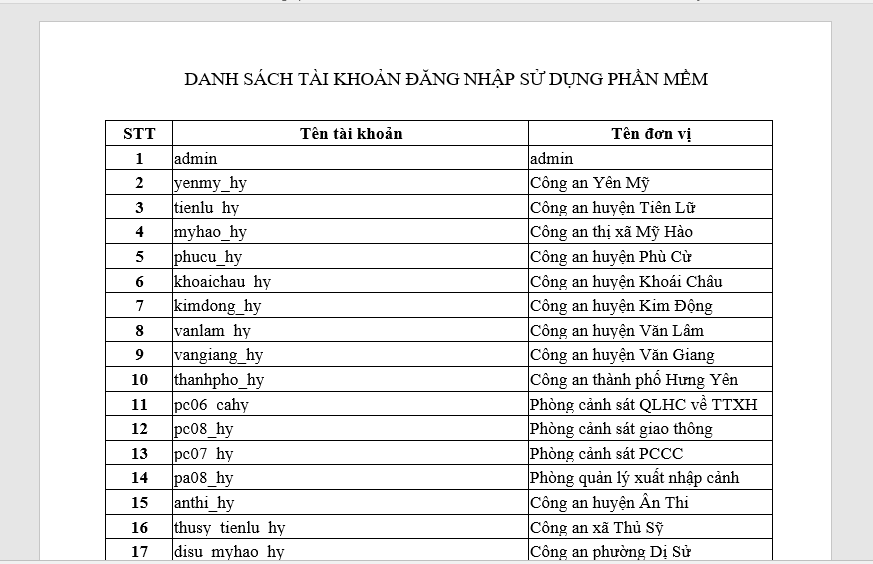 DANH SÁCH TÀI KHOẢN ĐĂNG NHẬP SỬ DỤNG PHẦN MỀM
STT Tên tài khoản Tên đơn vị
1 admin admin
2 yenmy_hy Công an Yên Mỹ
3 tienlu_hy Công an huyện Tiên Lữ
4 myhao_hy Công an thị xã Mỹ Hào
5 phucu_hy Công an huyện Phù Cừ
6 khoaichau_hy Công an huyện Khoái Châu
7 kimdong_hy Công an huyện Kim Động
8 vanlam_hy Công an huyện Văn Lâm
9 vangiang_hy Công an huyện Văn Giang
10 thanhpho_hy Công an thành phố Hưng Yên
11 pc06_cahy Phòng cảnh sát QLHC về TTXH
12 pc08_hy Phòng cảnh sát giao thông
13 pc07_hy Phòng cảnh sát PCCC
14 pa08_hy Phòng quản lý xuất nhập cảnh
15 anthi_hy Công an huyện Ân Thi
16 thusy_tienlu_hy Công an xã Thủ Sỹ
17 disu_myhao_hy Công an phường Dị Sử